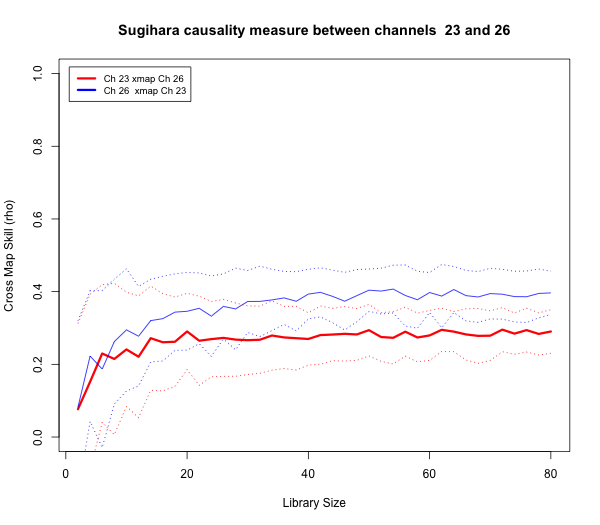 Sugihara causality measure between channels  23 and 26
Ch 23 xmap Ch 26
Ch 26  xmap Ch 23
Cross Map Skill (rho)
1.0
0.8
0.6
0.4
0.2
0.0
0 20 40 60 80
Library Size